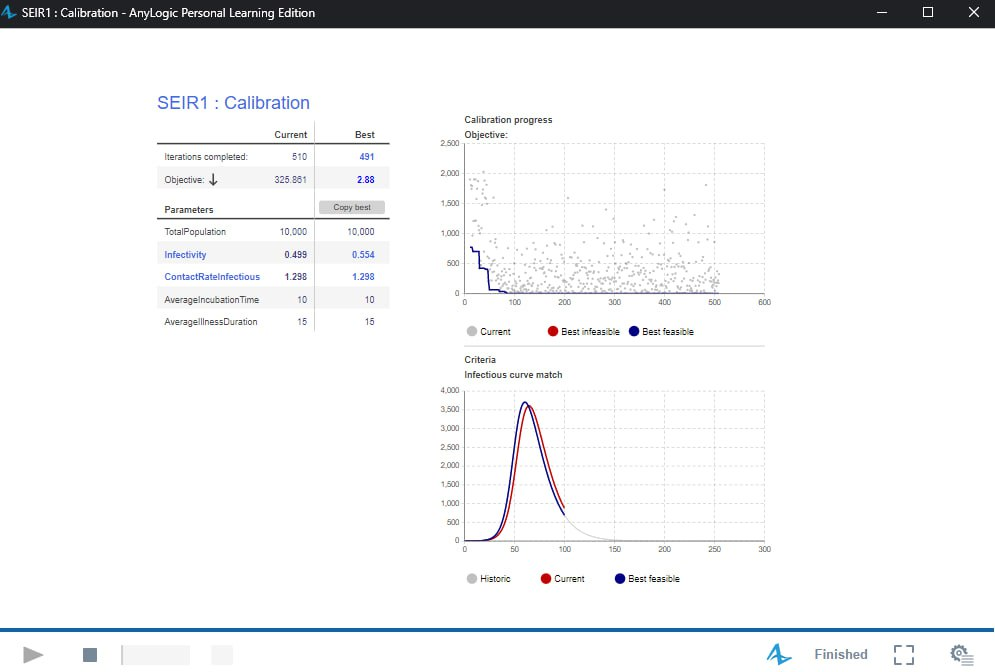 SEIR1 : Calibration - AnyLogic Personal Learning Edition
SEIR1 : Calibration
Current Best
Iterations completed: 510 491
Objective: 325.861 2.88
Parameters Copy best
TotalPopulation 10,000 10,000
Infectivity 0.499 0.554
ContactRateInfectious 1.298 1.298
AverageIncubationTime 10 10
AverageIllnessDuration 15 15
Calibration progress
Objective:
2,500
2,000
1,500
1,000
500
0
0 100 200 300 400 500 600
Current Best infeasible Best feasible
Criteria
Infectious curve match
4,000
3,500
3,000
2,500
2,000
1,500
1,000
500
0
0 50 100 150 200 250 300
Historic Current Best feasible
Finished